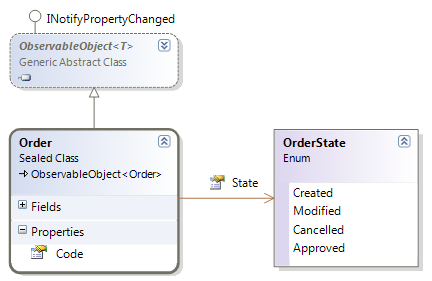 INotifyPropertyChanged
ObservableObject<T>
Generic Abstract Class
Order
Sealed Class
ObservableObject<Order>
Fields
Properties
Code
State
OrderState
Enum
Created
Modified
Cancelled
Approved